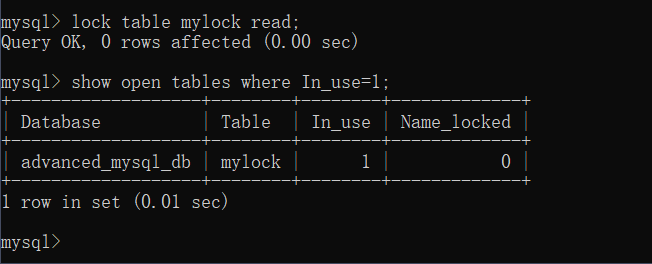 mysql> lock table mylock read;
Query OK, 0 rows affected (0.00 sec)
mysql> show open tables where In_use=1;
+--------------------+--------+--------+-------------+
| Database           | Table  | In_use | Name_locked |
+--------------------+--------+--------+-------------+
| advanced_mysql_db  | mylock |      1 |           0 |
+--------------------+--------+--------+-------------+
1 row in set (0.01 sec)
mysql>